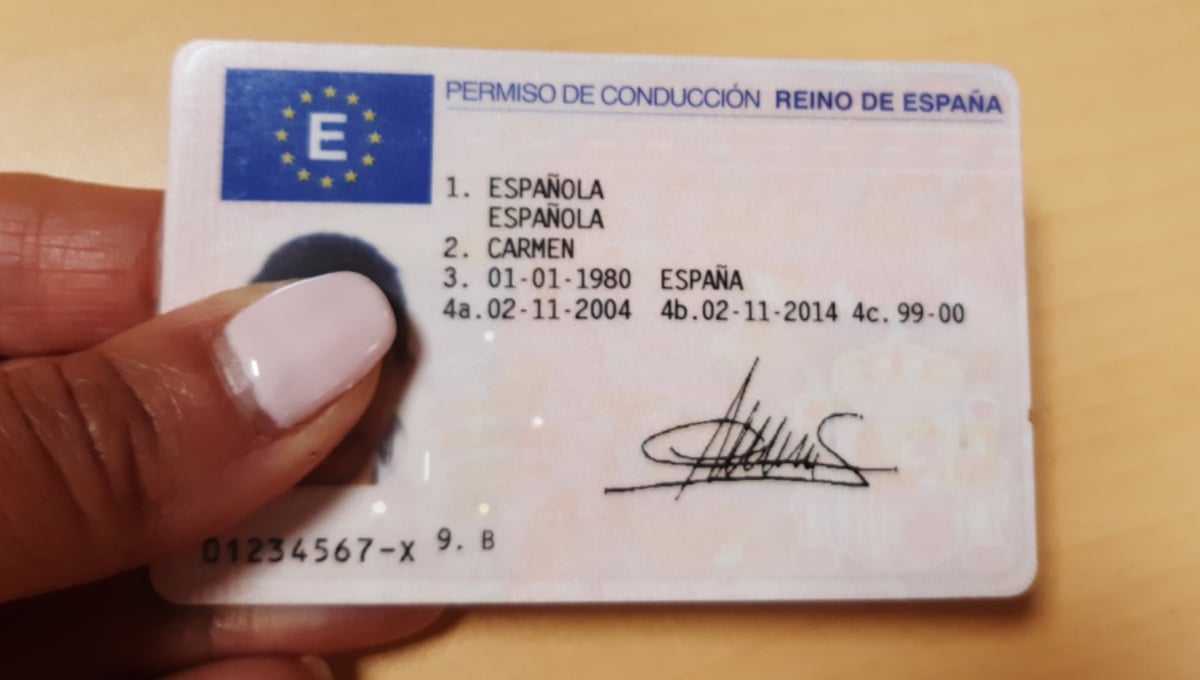 E
PERMISO DE CONDUCCIÓN REINO DE ESPAÑA
1. ESPAÑOLA
ESPAÑOLA
2. CARMEN
3. 01-01-1980 ESPAÑA
4a.02-11-2004 4b.02-11-2014 4c. 99-00
01234567-X 9. B